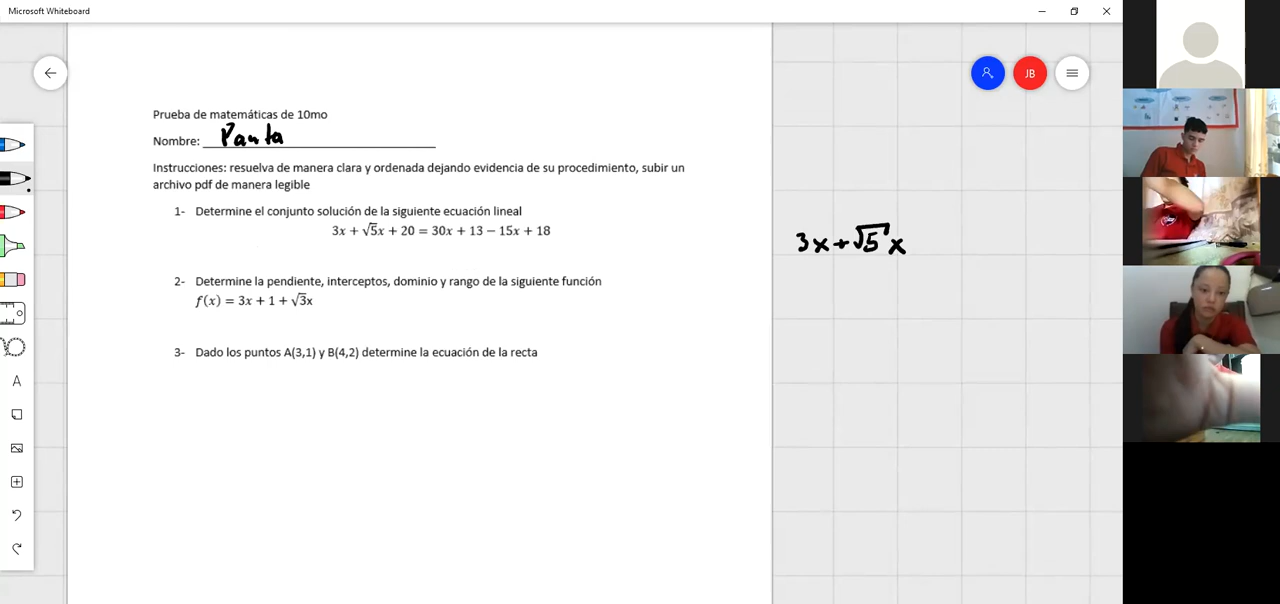 Microsoft Whiteboard
JB
Prueba de matemáticas de 10mo
Nombre: Pauta
Instrucciones: resuelva de manera clara y ordenada dejando evidencia de su procedimiento, subir un
archivo pdf de manera legible
1- Determine el conjunto solución de la siguiente ecuación lineal
3x + √5x + 20 = 30x + 13 − 15x + 18
3x + √5 x
2- Determine la pendiente, interceptos, dominio y rango de la siguiente función
f(x) = 3x + 1 + √3x
3- Dado los puntos A(3,1) y B(4,2) determine la ecuación de la recta
A